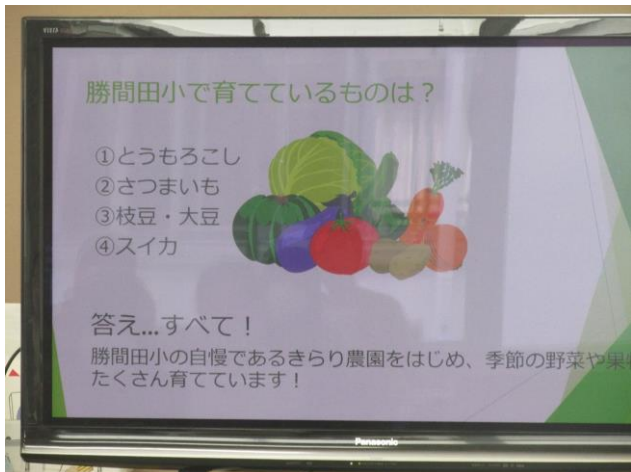 勝間田小で育てているものは？
①とうもろこし
②さつまいも
③枝豆・大豆
④スイカ
答え...すべて！
勝間田小の自慢であるきらり農園をはじめ、季節の野菜や果
たくさん育てています！
Panasonic